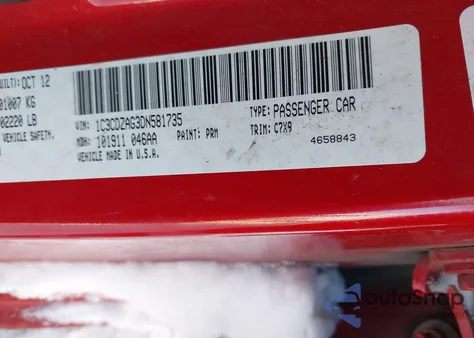 UILT): OCT 12
01007 KG
02220 LB
VEHICLE SAFETY.
VIN: 1C3CDZAG3DN581735
TYPE: PASSENGER CAR
MDH: 101911 046AA
PAINT: PRM
TRIM: C7X9
VEHICLE MADE IN U.S.A.
4658843
autoSnap